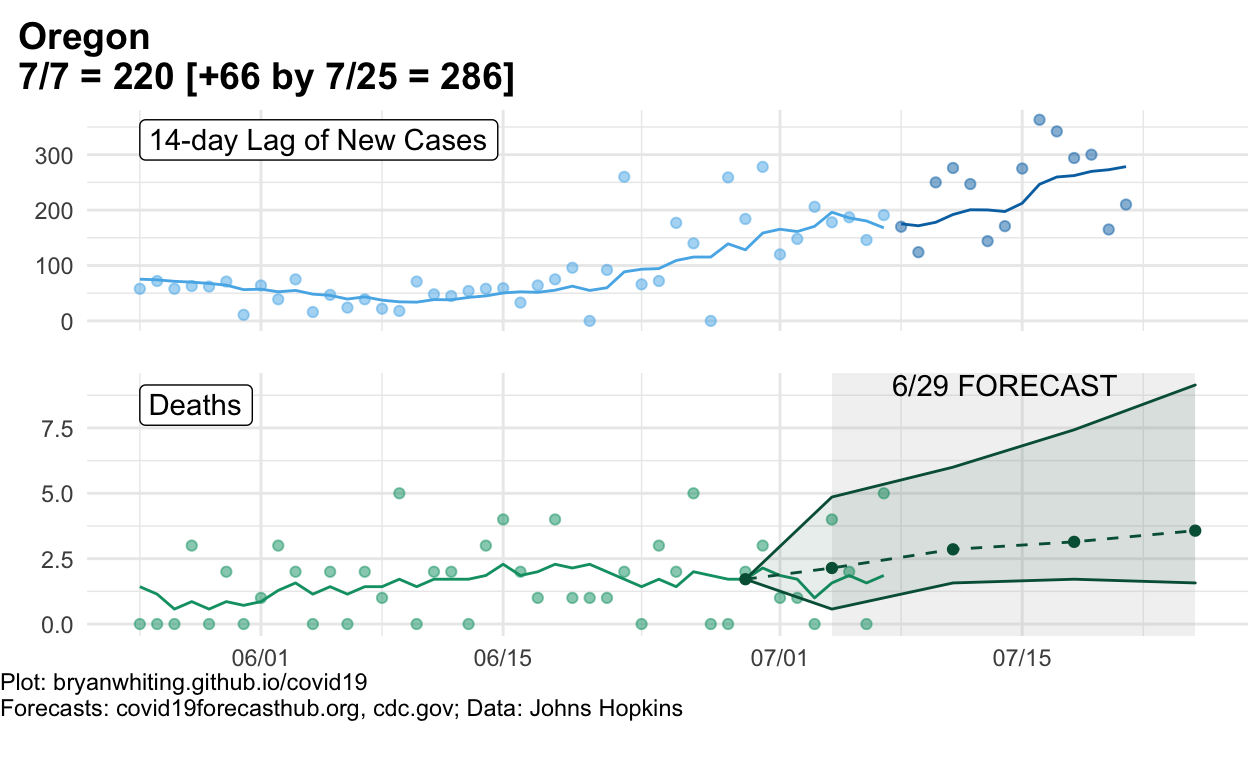 Oregon
7/7 = 220 [+66 by 7/25 = 286]
14-day Lag of New Cases
300
200
100
0
6/29 FORECAST
Deaths
7.5
5.0
2.5
0.0
06/01 06/15 07/01 07/15
Plot: bryanwhiting.github.io/covid19
Forecasts: covid19forecasthub.org, cdc.gov; Data: Johns Hopkins